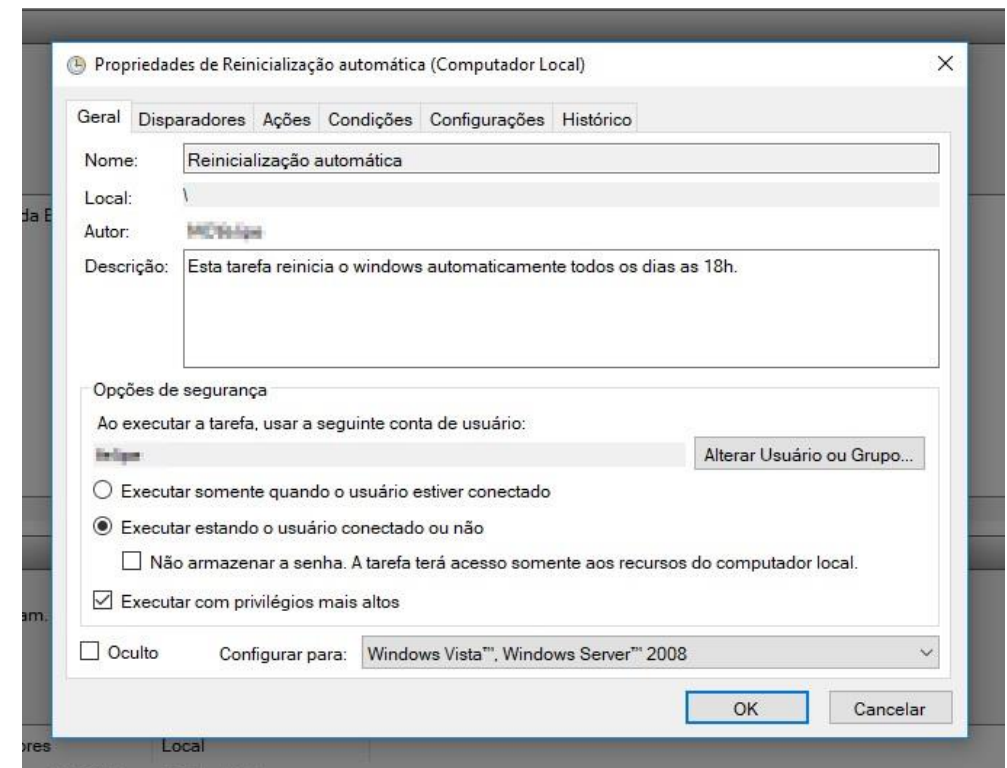 Propriedades de Reinicialização automática (Computador Local)
Geral Disparadores Ações Condições Configurações Histórico
Nome: Reinicialização automática
Local: \
da E
Autor:
Descrição: Esta tarefa reinicia o windows automaticamente todos os dias as 18h.
Opções de segurança
Ao executar a tarefa, usar a seguinte conta de usuário:
Alterar Usuário ou Grupo...
Executar somente quando o usuário estiver conectado
Executar estando o usuário conectado ou não
Não armazenar a senha. A tarefa terá acesso somente aos recursos do computador local.
Executar com privilégios mais altos
am.
Oculto Configurar para: Windows Vista™, Windows Server™ 2008
OK Cancelar
ores Local